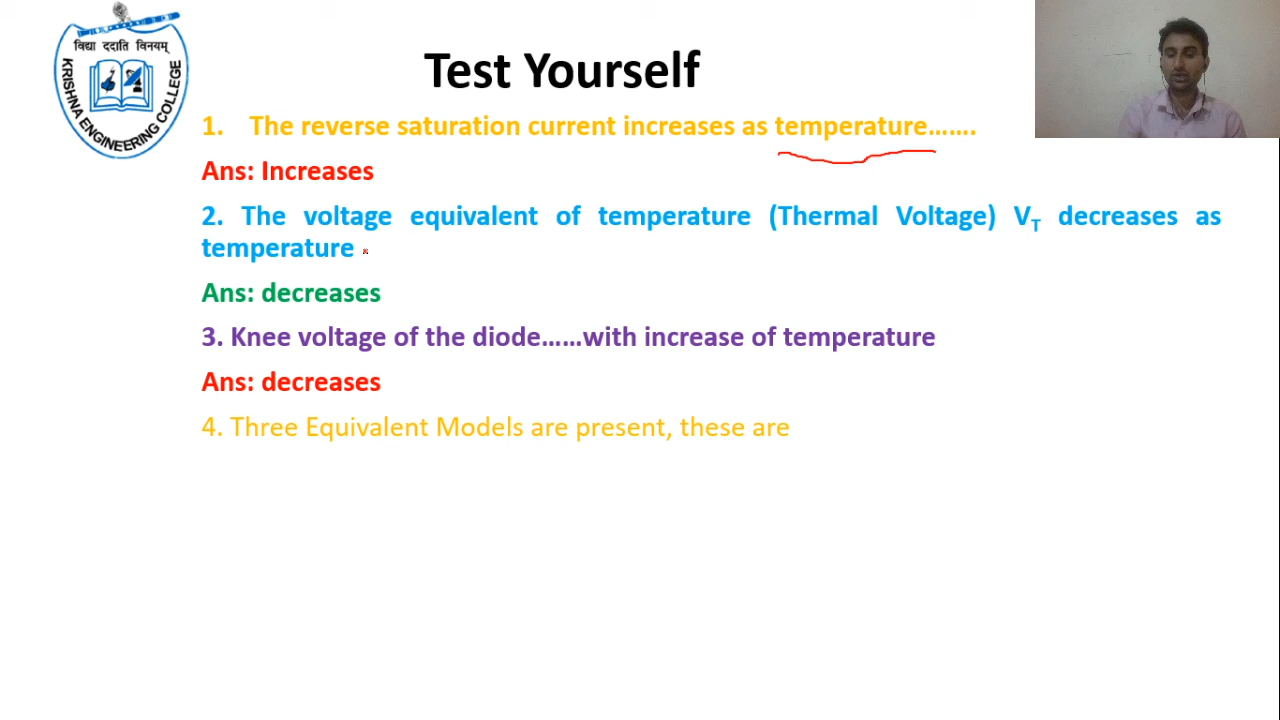 विद्या ददाति विनयम्
KRISHNA ENGINEERING COLLEGE
Test Yourself
1. The reverse saturation current increases as temperature…….
Ans: Increases
2. The voltage equivalent of temperature (Thermal Voltage) VT decreases as
temperature
Ans: decreases
3. Knee voltage of the diode……with increase of temperature
Ans: decreases
4. Three Equivalent Models are present, these are